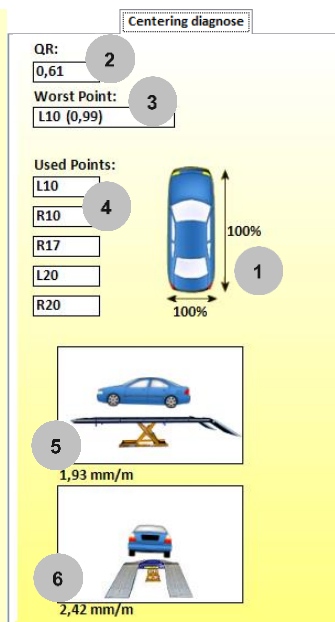 Centering diagnose
QR:
2
0,61
Worst Point:
3
L10 (0,99)
Used Points:
L10
4
R10
R17
100%
1
L20
R20
100%
5
1,93 mm/m
6
2,42 mm/m